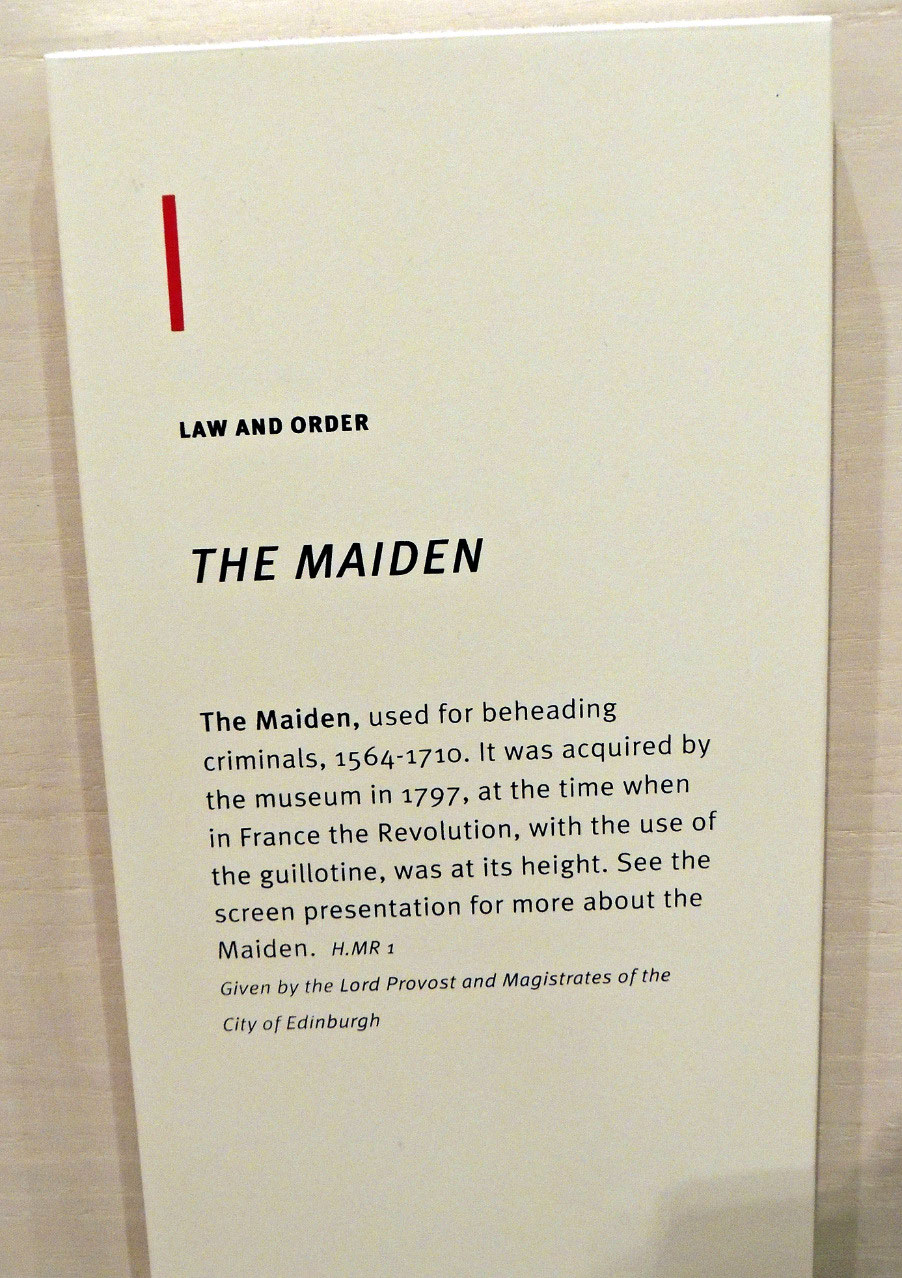 LAW AND ORDER
THE MAIDEN
The Maiden, used for beheading
criminals, 1564-1710. It was acquired by
the museum in 1797, at the time when
in France the Revolution, with the use of
the guillotine, was at its height. See the
screen presentation for more about the
Maiden. H.MR 1
Given by the Lord Provost and Magistrates of the
City of Edinburgh